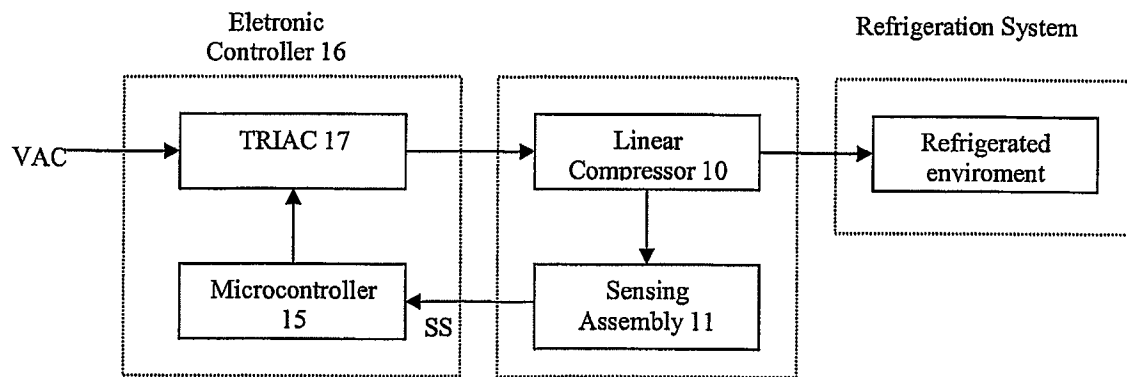 Eletronic
Controller 16
Refrigeration System
VAC
TRIAC 17
Linear
Compressor 10
Refrigerated
enviroment
Microcontroller
15
SS
Sensing
Assembly 11